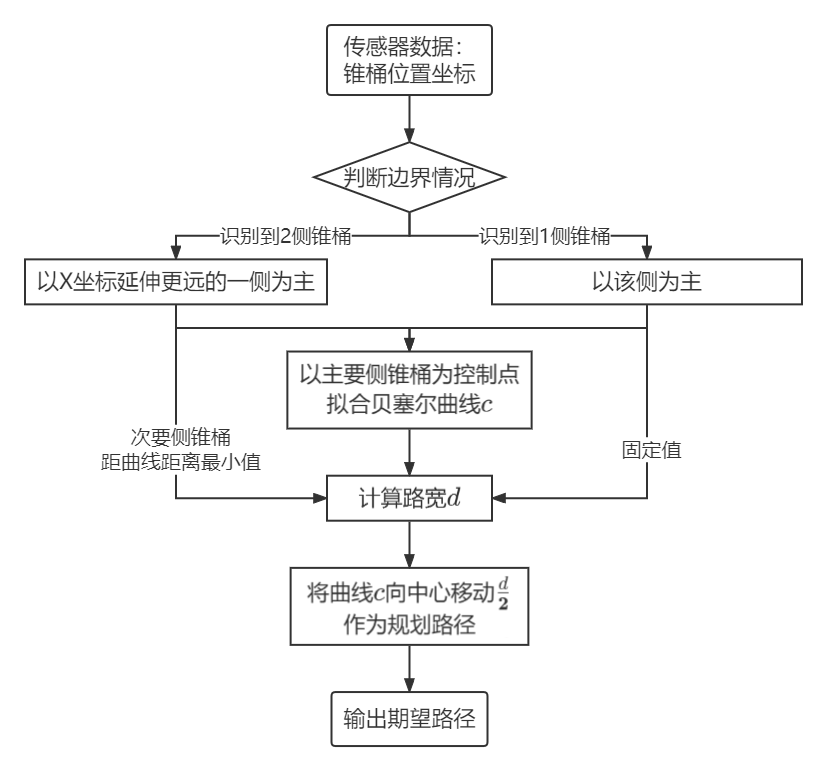 传感器数据：
锥桶位置坐标
判断边界情况
识别到2侧锥桶
识别到1侧锥桶
以X坐标延伸更远的一侧为主
以该侧为主
以主要侧锥桶为控制点
拟合贝塞尔曲线c
次要侧锥桶
距曲线距离最小值
固定值
计算路宽d
将曲线c向中心移动d/2
作为规划路径
输出期望路径